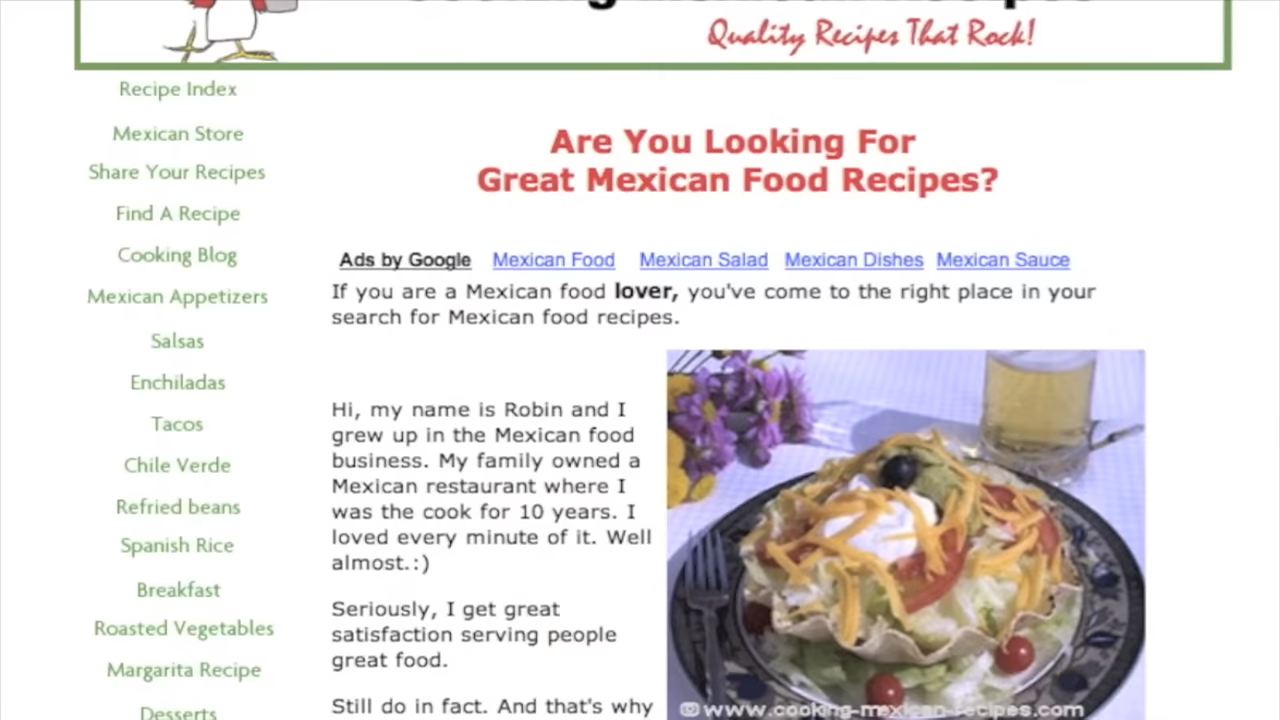 Cooking Mexican Recipes
Quality Recipes That Rock!
Recipe Index
Mexican Store
Share Your Recipes
Find A Recipe
Cooking Blog
Mexican Appetizers
Salsas
Enchiladas
Tacos
Chile Verde
Refried beans
Spanish Rice
Breakfast
Roasted Vegetables
Margarita Recipe
Desserts
Are You Looking For
Great Mexican Food Recipes?
Ads by Google Mexican Food Mexican Salad Mexican Dishes Mexican Sauce
If you are a Mexican food lover, you've come to the right place in your
search for Mexican food recipes.
Hi, my name is Robin and I
grew up in the Mexican food
business. My family owned a
Mexican restaurant where I
was the cook for 10 years. I
loved every minute of it. Well
almost.:)
Seriously, I get great
satisfaction serving people
great food.
Still do in fact. And that's why
© www.cooking-mexican-recipes.com